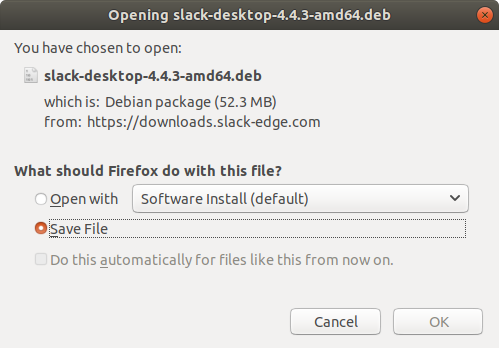 Opening slack-desktop-4.4.3-amd64.deb
You have chosen to open:
slack-desktop-4.4.3-amd64.deb
which is: Debian package (52.3 MB)
from: https://downloads.slack-edge.com
What should Firefox do with this file?
Open with Software Install (default)
Save File
Do this automatically for files like this from now on.
Cancel OK